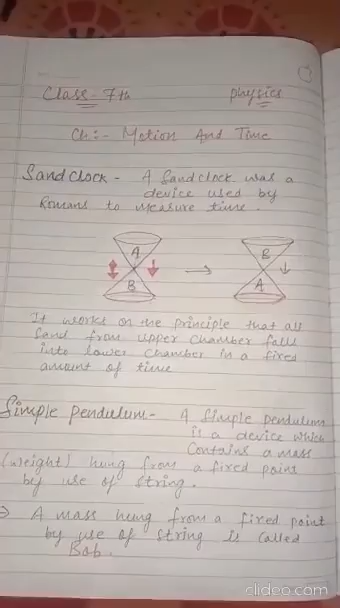 Class - 7th physics
Ch:- Motion And Time
Sand clock - A Sand clock was a
device used by
Romans to measure time.
A B
B A
It works on the principle that all
Sand from upper chamber falls
into lower chamber in a fixed
amount of time
Simple pendulum - A Simple pendulum
is a device which
Contains a mass
(weight) hung from a fixed point
by use of string.
⇒ A mass hung from a fixed point
by use of string is called
Bob.
clideo.com